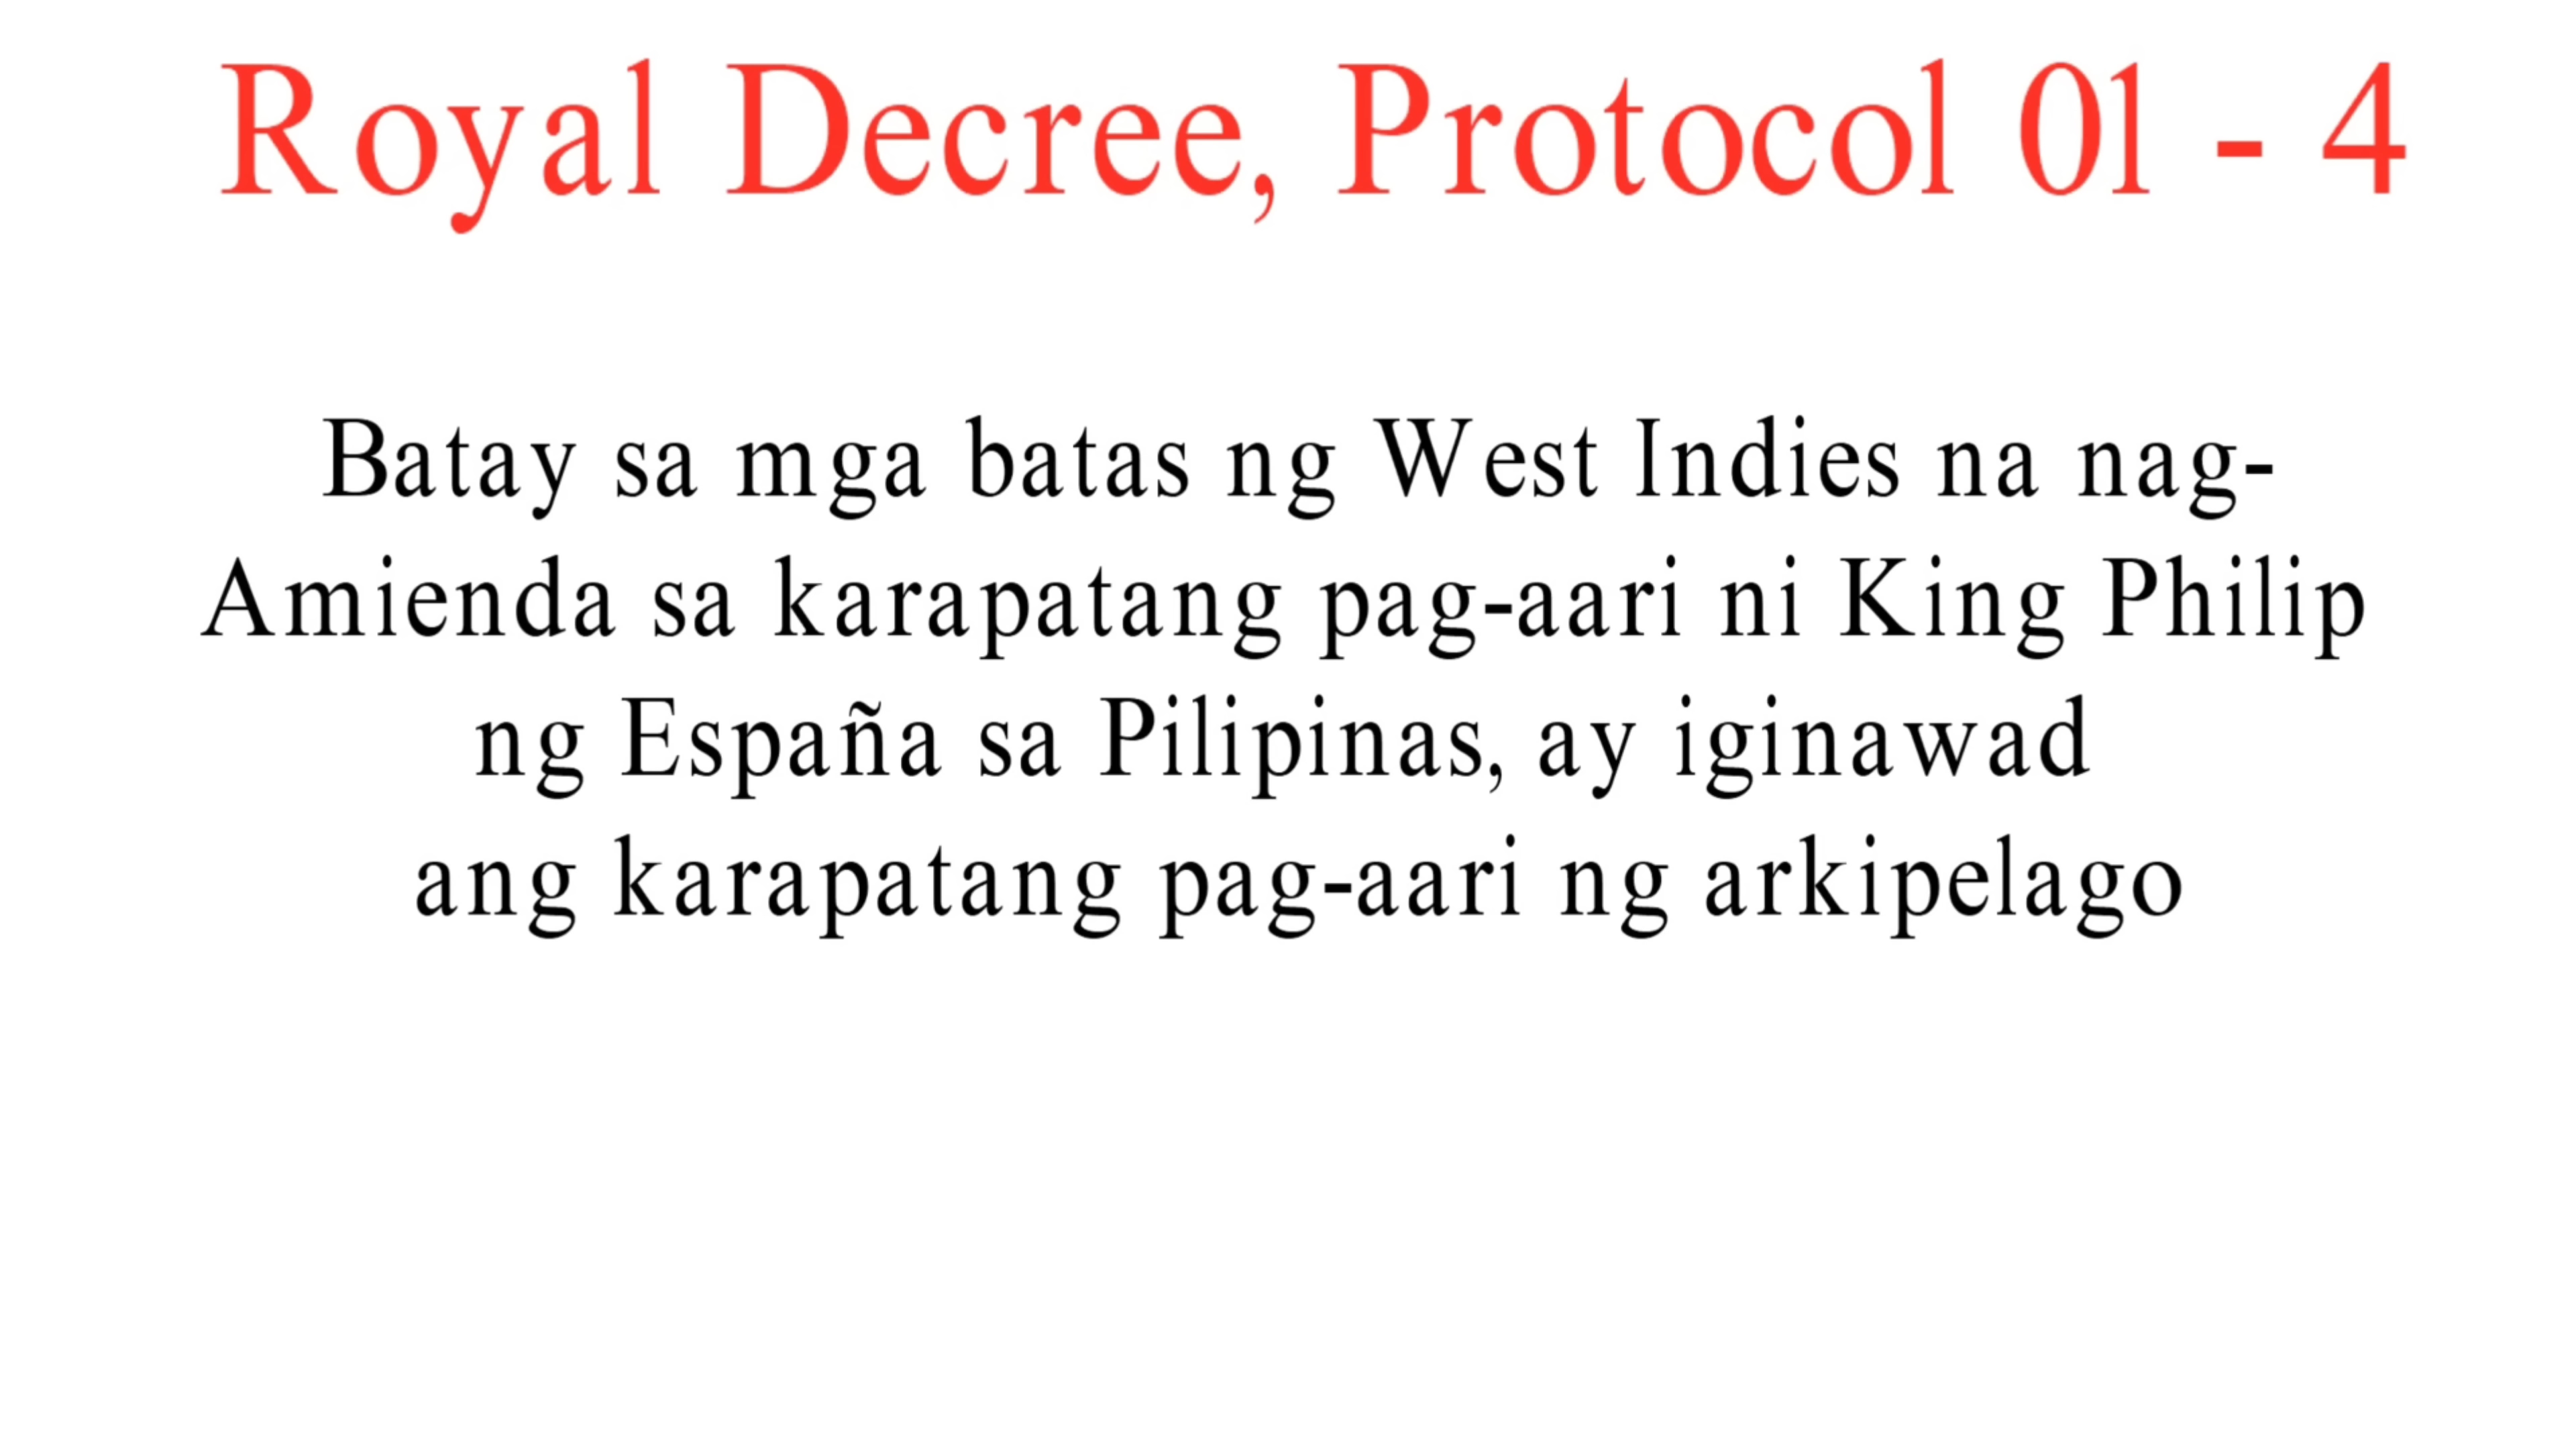 Royal Decree, Protocol 01 - 4
Batay sa mga batas ng West Indies na nag-
Amienda sa karapatang pag-aari ni King Philip
ng España sa Pilipinas, ay iginawad
ang karapatang pag-aari ng arkipelago